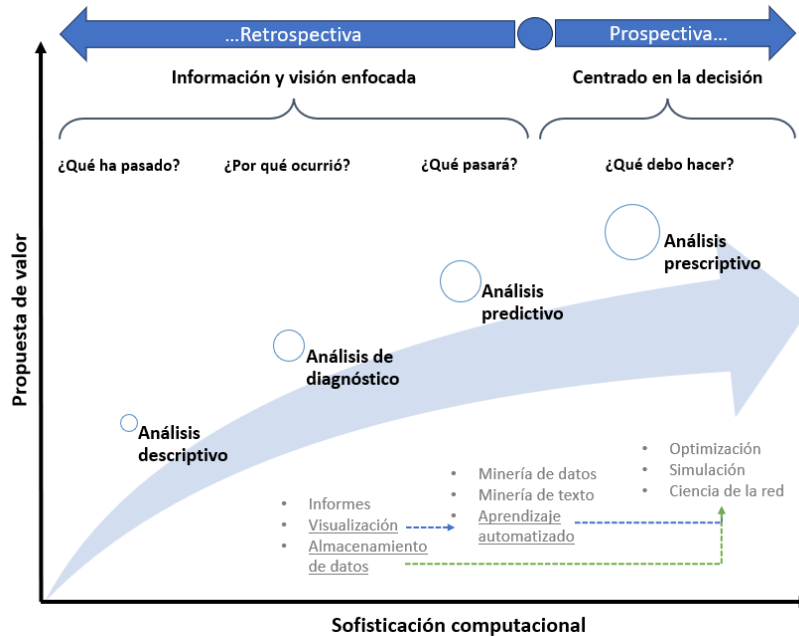 ...Retrospectiva
Prospectiva...
Información y visión enfocada
Centrado en la decisión
¿Qué ha pasado?
¿Por qué ocurrió?
¿Qué pasará?
¿Qué debo hacer?
Propuesta de valor
Análisis
prescriptivo
Análisis
predictivo
Análisis de
diagnóstico
Análisis
descriptivo
• Informes
• Visualización
• Almacenamiento
de datos
• Minería de datos
• Minería de texto
• Aprendizaje
automatizado
• Optimización
• Simulación
• Ciencia de la red
Sofisticación computacional